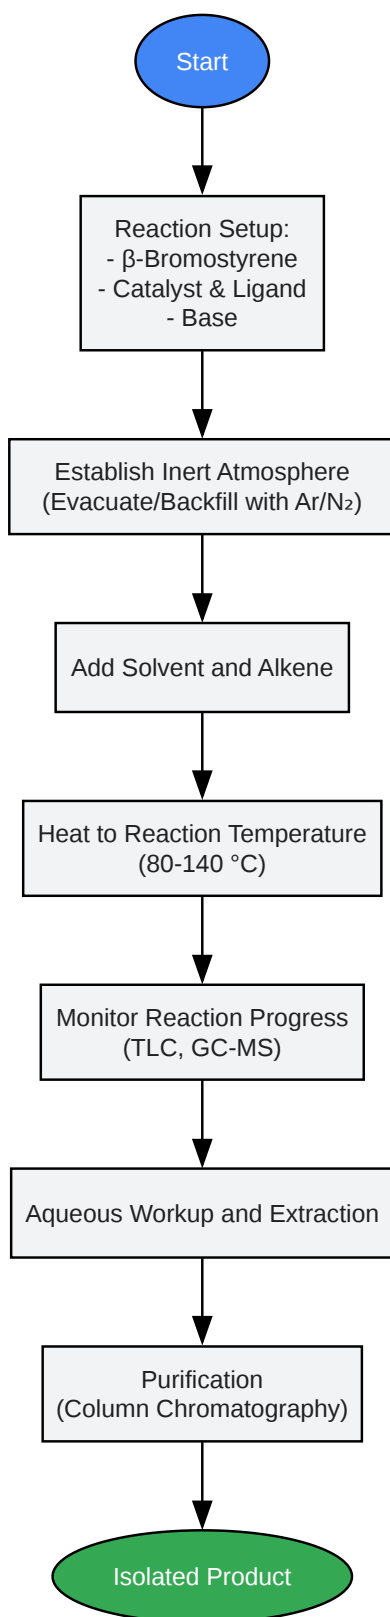 Start
Reaction Setup:
- β-Bromostyrene
- Catalyst & Ligand
- Base
Establish Inert Atmosphere
(Evacuate/Backfill with Ar/N₂)
Add Solvent and Alkene
Heat to Reaction Temperature
(80-140 °C)
Monitor Reaction Progress
(TLC, GC-MS)
Aqueous Workup and Extraction
Purification
(Column Chromatography)
Isolated Product